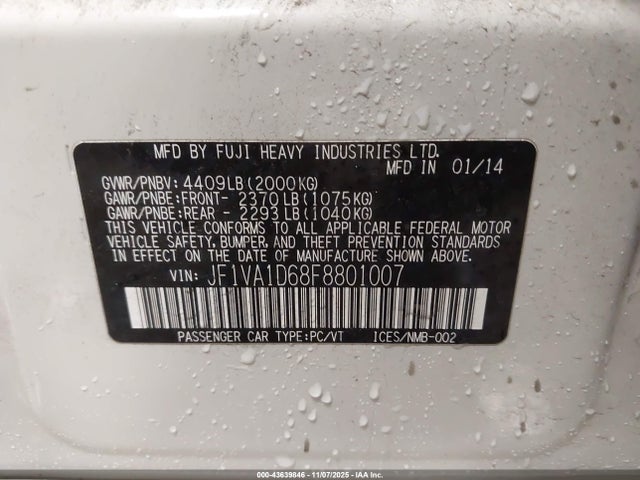 MFD BY FUJI HEAVY INDUSTRIES LTD.
MFD IN 01/14
GVWR/PNBV: 4409LB(2000KG)
GAWR/PNBE:FRONT- 2370LB(1075KG)
GAWR/PNBE:REAR - 2293LB(1040KG)
THIS VEHICLE CONFORMS TO ALL APPLICABLE FEDERAL MOTOR
VEHICLE SAFETY, BUMPER, AND THEFT PREVENTION STANDARDS
IN EFFECT ON THE DATE OF MANUFACTURE SHOWN ABOVE.
VIN: JF1VA1D68F8801007
PASSENGER CAR TYPE:PC/VT ICES/NMB-002
000-43639846 - 11/07/2025 - IAA Inc.